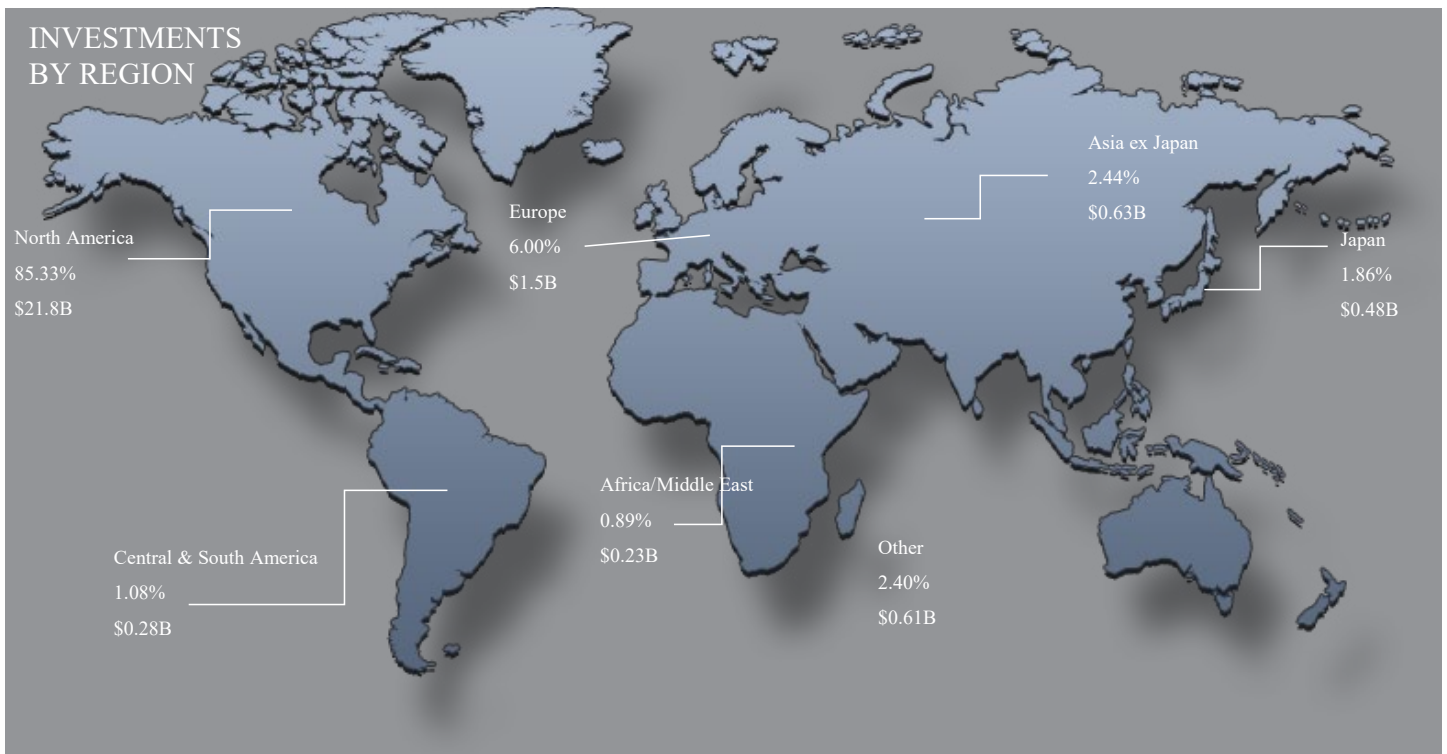 INVESTMENTS
BY REGION
Asia ex Japan
2.44%
$0.63B
Europe
6.00%
$1.5B
North America
85.33%
$21.8B
Japan
1.86%
$0.48B
Africa/Middle East
0.89%
$0.23B
Other
2.40%
$0.61B
Central & South America
1.08%
$0.28B